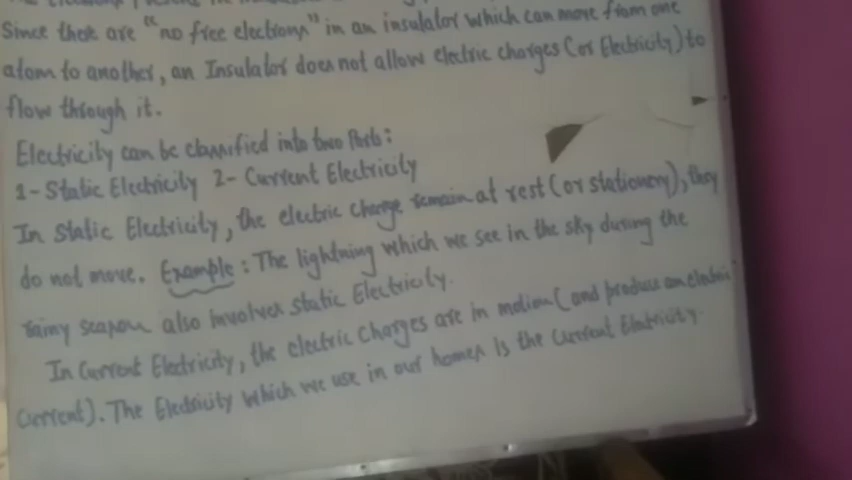 Since there are "no free electrons" in an insulator which can move from one
atom to another, an Insulator does not allow electric charges (or Electricity) to
flow through it.
Electricity can be classified into two Parts:
1- Static Electricity 2- Current Electricity
In Static Electricity, the electric charge remain at rest (or stationery), they
do not move. Example: The lightning which we see in the sky during the
rainy season also involves static Electricity.
In Current Electricity, the electric Charges are in motion (and produce an electric
Current). The Electricity which we use in our homes is the Current Electricity.